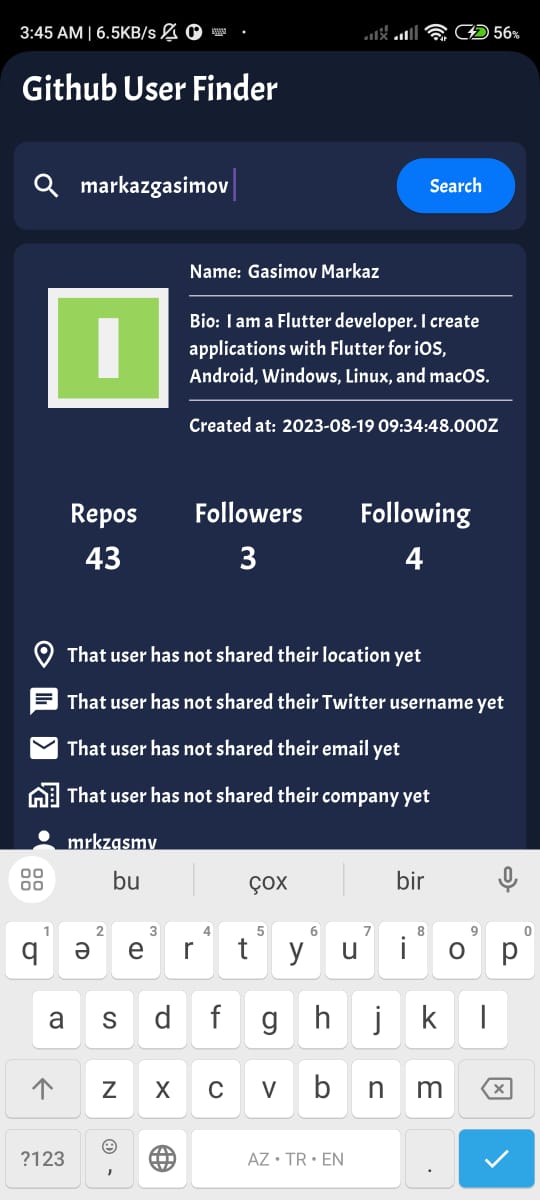 3:45 AM | 6.5KB/s 56%
Github User Finder
markazgasimov Search
Name: Gasimov Markaz
Bio: I am a Flutter developer. I create
applications with Flutter for iOS,
Android, Windows, Linux, and macOS.
Created at: 2023-08-19 09:34:48.000Z
Repos Followers Following
43 3 4
That user has not shared their location yet
That user has not shared their Twitter username yet
That user has not shared their email yet
That user has not shared their company yet
mrkzgsmv
bu çox bir
q 1 ə 2 e 3 r 4 t 5 y 6 u 7 i 8 o 9 p 0
a s d f g h j k l
z x c v b n m
?123 , AZ • TR • EN .